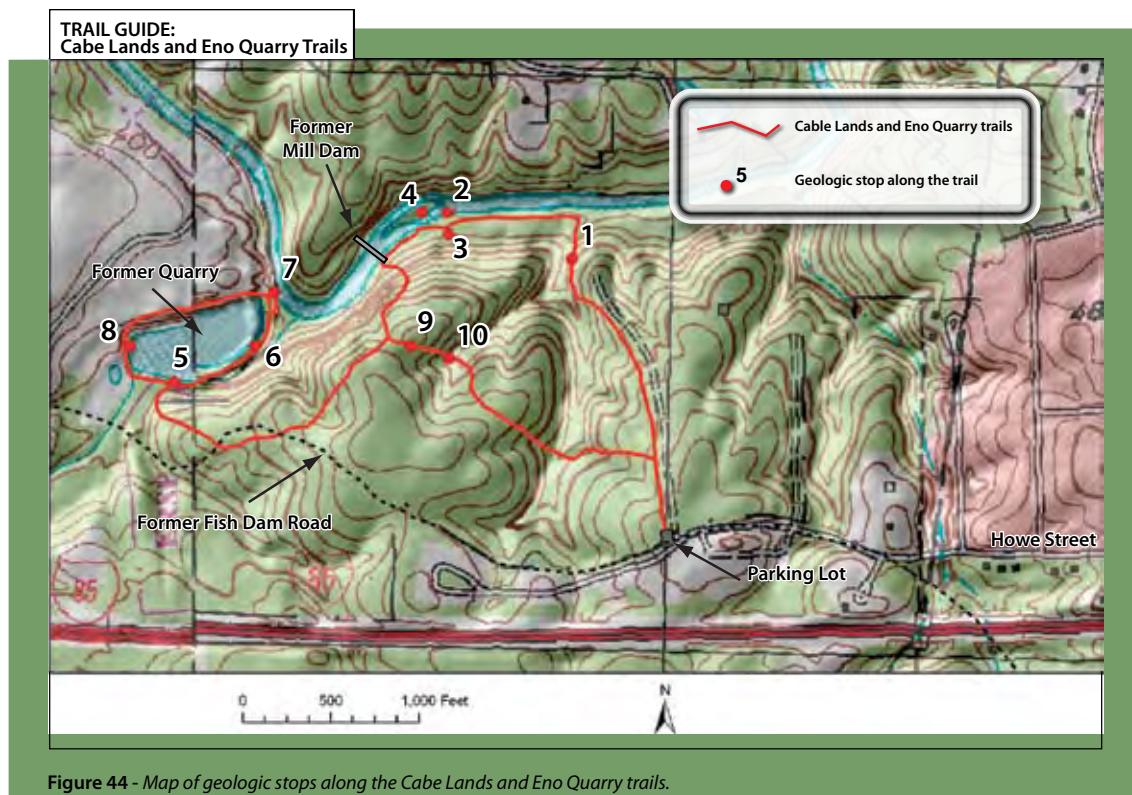 TRAIL GUIDE:
Cabe Lands and Eno Quarry Trails
Cable Lands and Eno Quarry trails
5
Geologic stop along the trail
Former
Mill Dam
4
2
3
1
Former Quarry
7
8
5
6
9
10
Former Fish Dam Road
Howe Street
Parking Lot
85
0
500
1,000 Feet
N
Figure 44 - Map of geologic stops along the Cabe Lands and Eno Quarry trails.